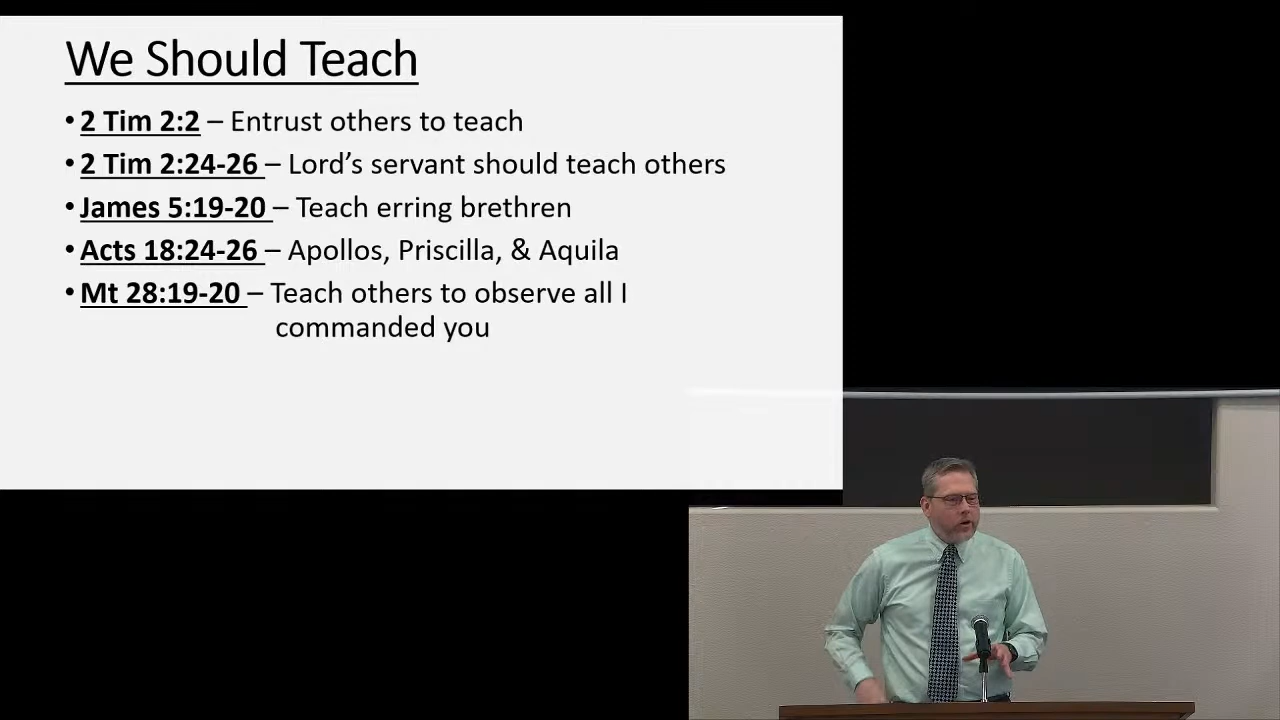 We Should Teach
• 2 Tim 2:2 – Entrust others to teach
• 2 Tim 2:24-26 – Lord’s servant should teach others
• James 5:19-20 – Teach erring brethren
• Acts 18:24-26 – Apollos, Priscilla, & Aquila
• Mt 28:19-20 – Teach others to observe all I
commanded you